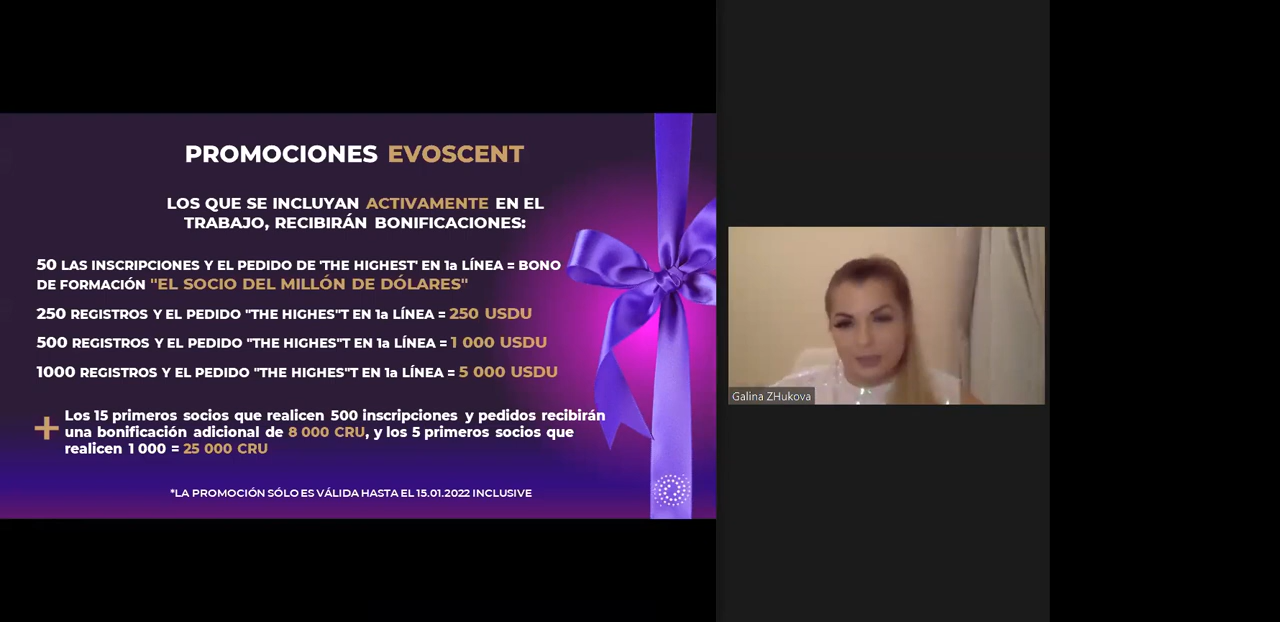 PROMOCIONES EVOSCENT
LOS QUE SE INCLUYAN ACTIVAMENTE EN EL
TRABAJO, RECIBIRÁN BONIFICACIONES:
50 LAS INSCRIPCIONES Y EL PEDIDO DE 'THE HIGHEST' EN 1a LÍNEA = BONO
DE FORMACIÓN "EL SOCIO DEL MILLÓN DE DÓLARES"
250 REGISTROS Y EL PEDIDO "THE HIGHES"T EN 1a LÍNEA = 250 USDU
500 REGISTROS Y EL PEDIDO "THE HIGHES"T EN 1a LÍNEA = 1 000 USDU
1000 REGISTROS Y EL PEDIDO "THE HIGHES"T EN 1a LÍNEA = 5 000 USDU
+ Los 15 primeros socios que realicen 500 inscripciones y pedidos recibirán
una bonificación adicional de 8 000 CRU, y los 5 primeros socios que
realicen 1 000 = 25 000 CRU
*LA PROMOCIÓN SÓLO ES VÁLIDA HASTA EL 15.01.2022 INCLUSIVE
Galina ZHukova